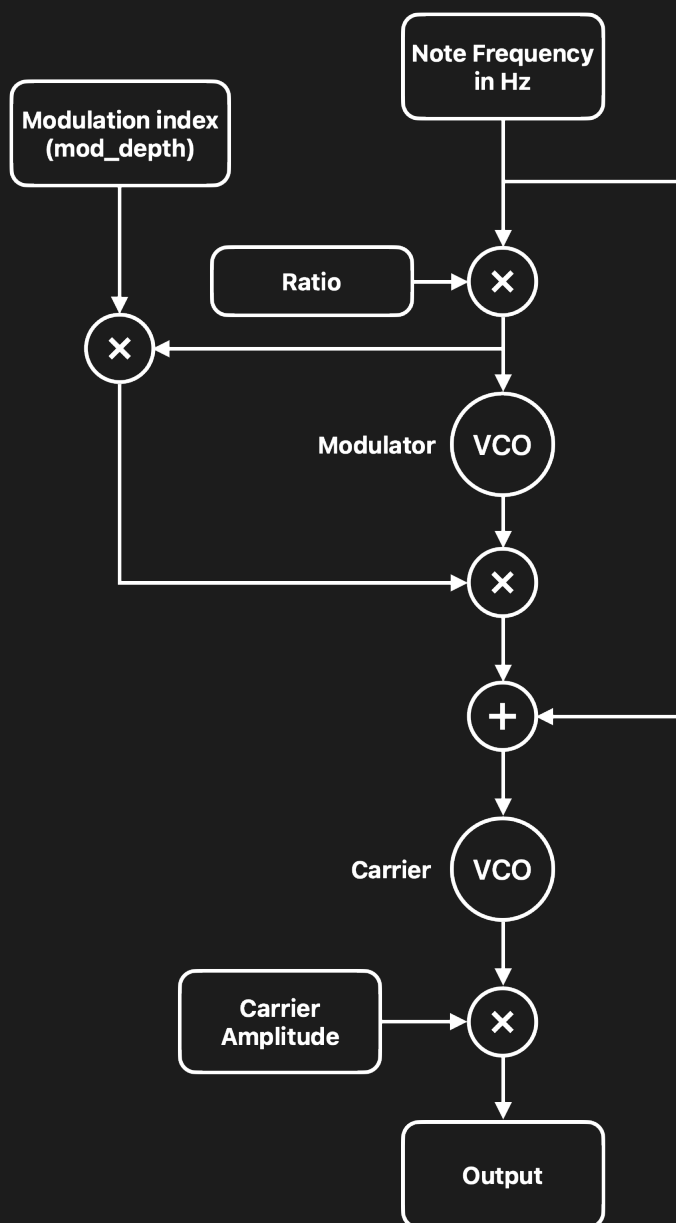 Note Frequency
in Hz
Modulation index
(mod_depth)
Ratio
×
×
Modulator
VCO
×
+
Carrier
VCO
Carrier
Amplitude
×
Output